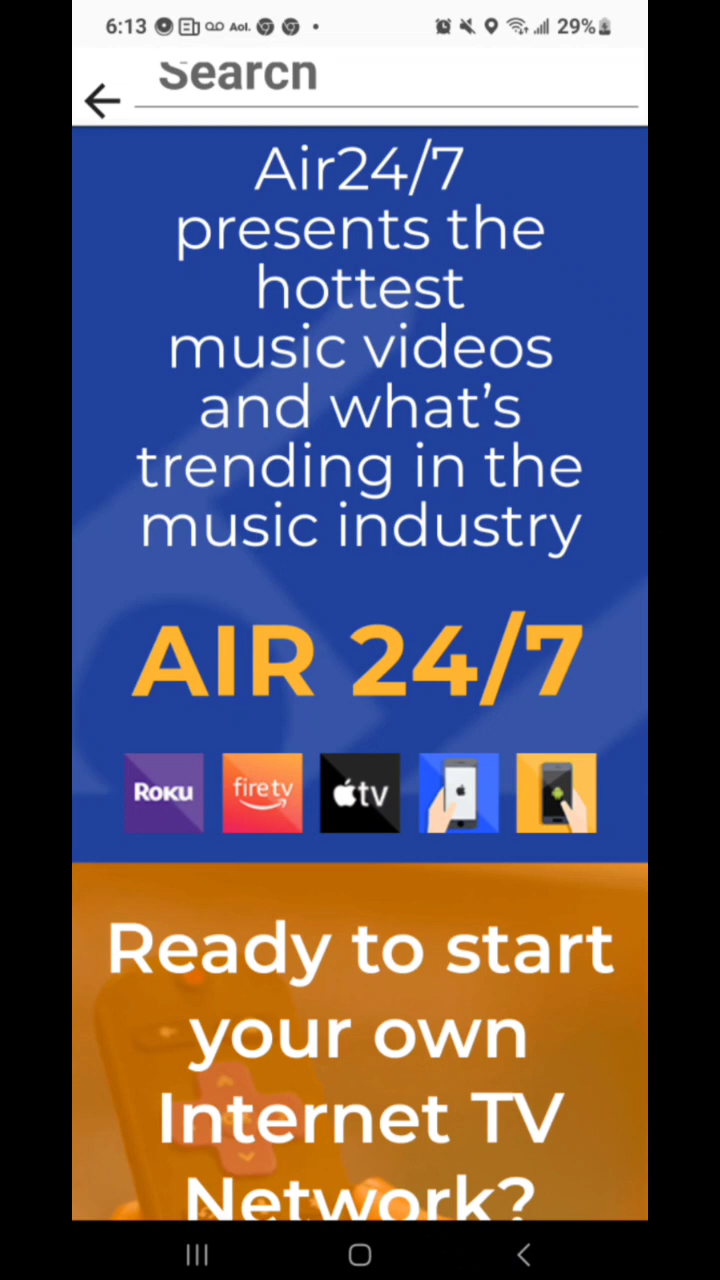 6:13 Aol. 29%
Search
Air24/7
presents the
hottest
music videos
and what’s
trending in the
music industry
AIR 24/7
ROKU fire tv tv
Ready to start
your own
Internet TV
Network?